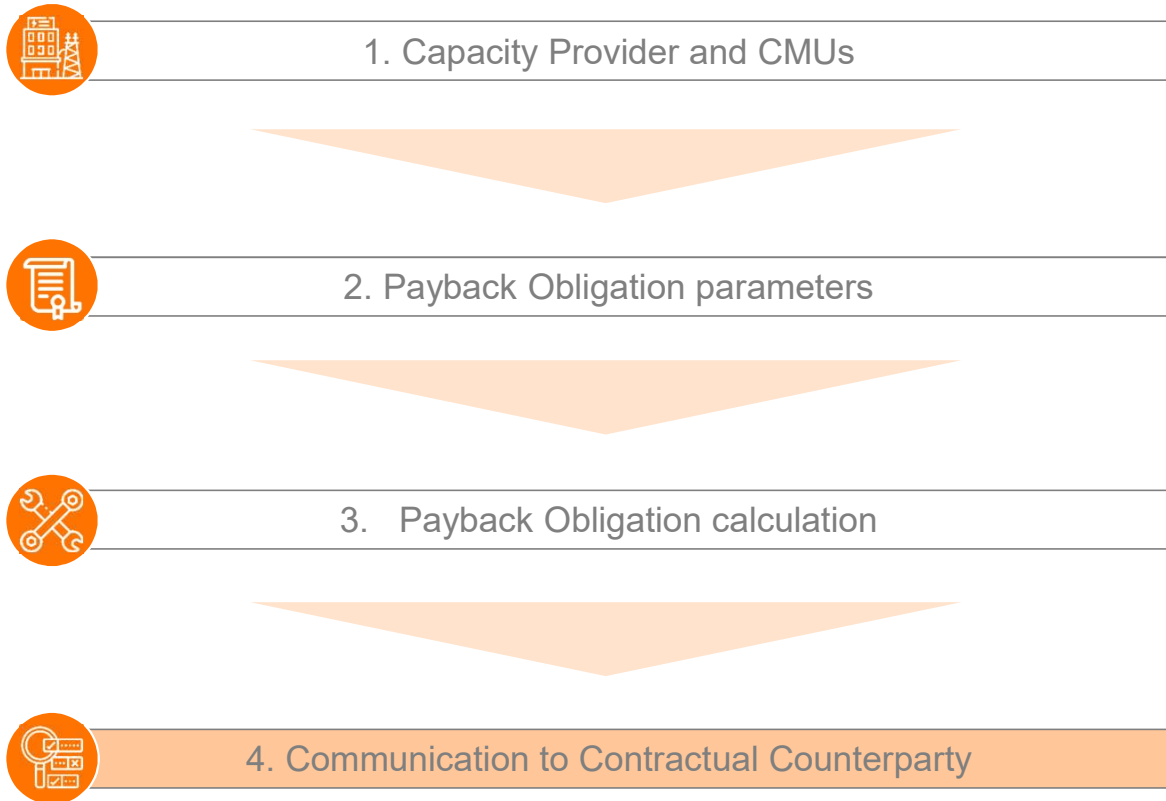 1. Capacity Provider and CMUs
2. Payback Obligation parameters
3. Payback Obligation calculation
4. Communication to Contractual Counterparty